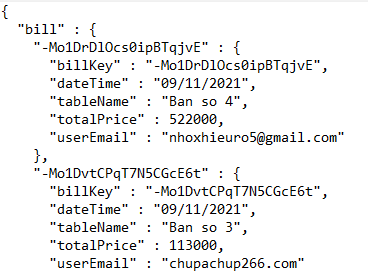 {
"bill" : {
"-Mo1DrDlOcs0ipBTqjvE" : {
"billKey" : "-Mo1DrDlOcs0ipBTqjvE",
"dateTime" : "09/11/2021",
"tableName" : "Ban so 4",
"totalPrice" : 522000,
"userEmail" : "nhoxhieuro5@gmail.com"
},
"-Mo1DvtCPqT7N5CGcE6t" : {
"billKey" : "-Mo1DvtCPqT7N5CGcE6t",
"dateTime" : "09/11/2021",
"tableName" : "Ban so 3",
"totalPrice" : 113000,
"userEmail" : "chupachup266.com"